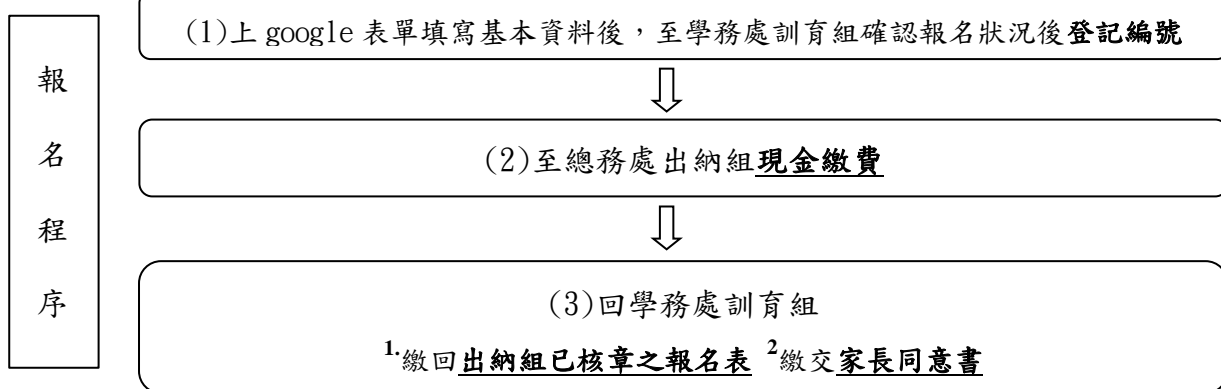 報
名
程
序
(1)上 google 表單填寫基本資料後，至學務處訓育組確認報名狀況後登記編號
(2)至總務處出納組現金繳費
(3)回學務處訓育組
1.繳回出納組已核章之報名表 2繳交家長同意書